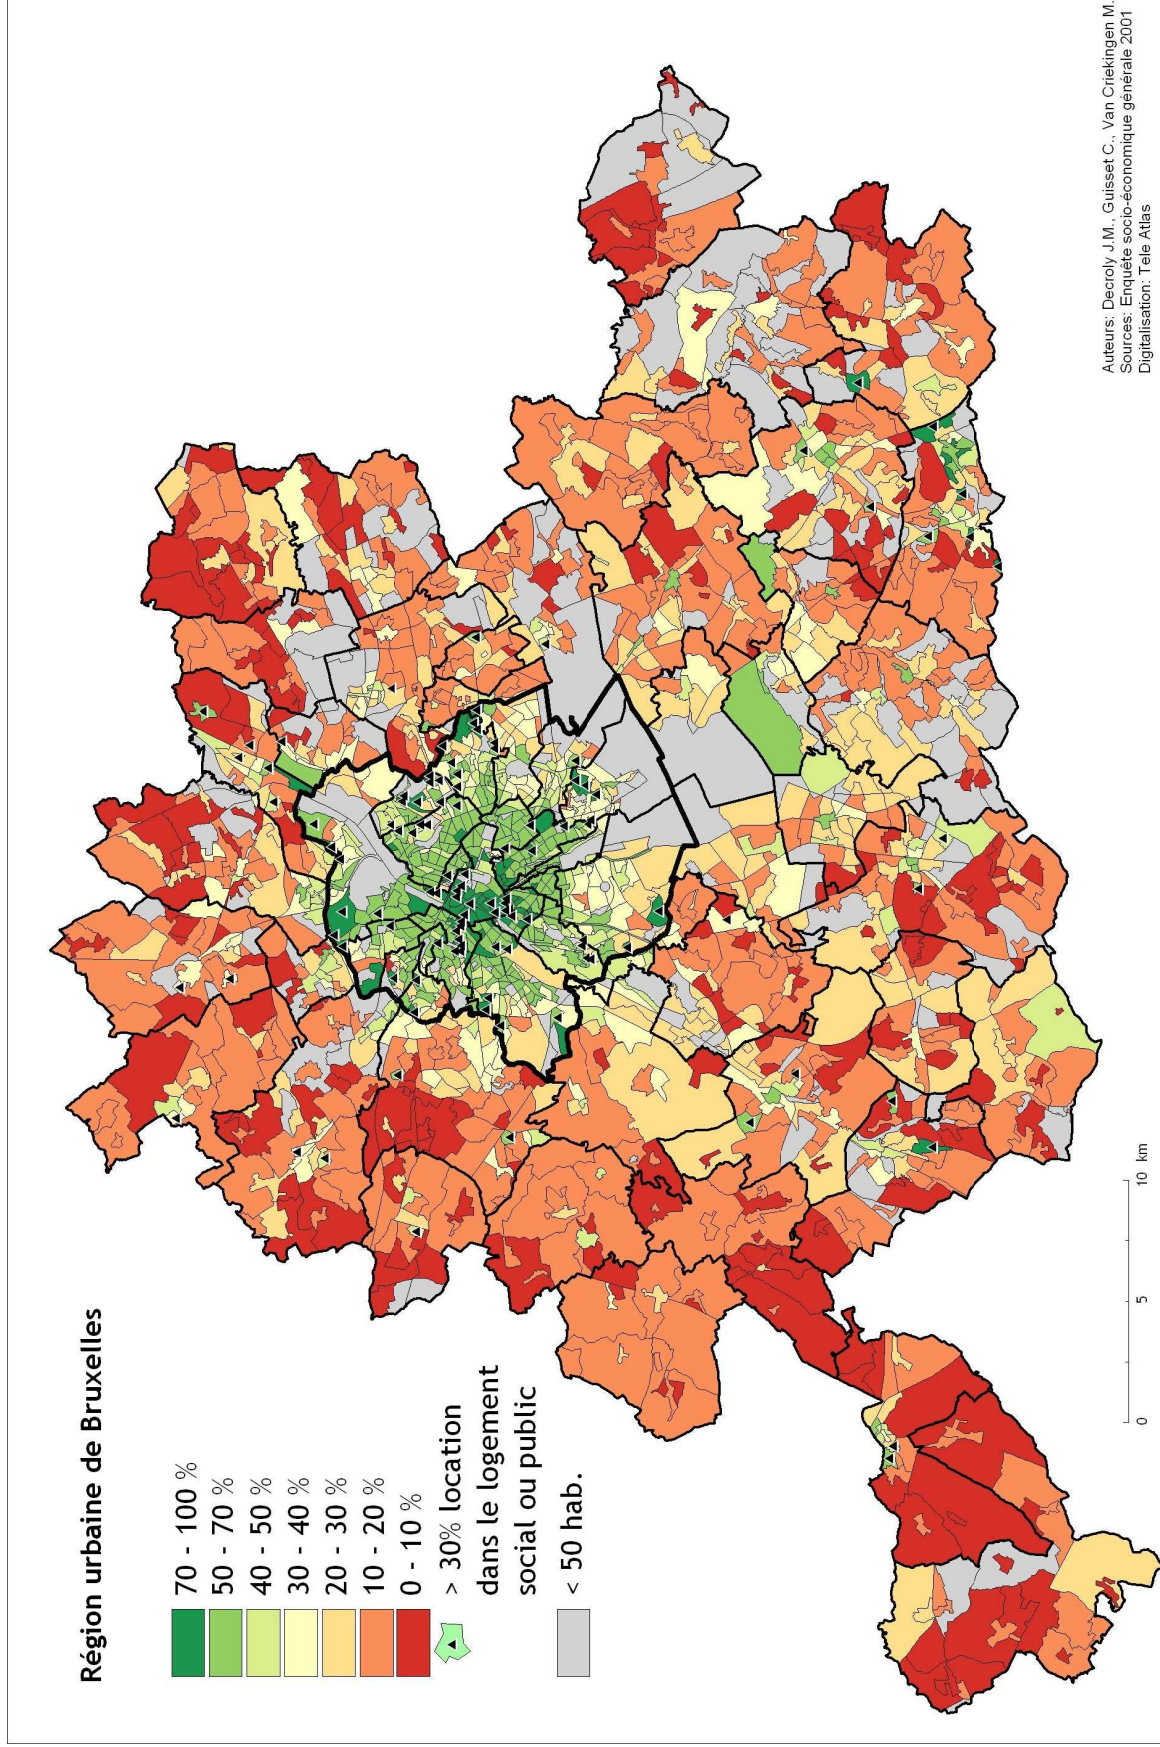 Région urbaine de Bruxelles
70 - 100 %
50 - 70 %
40 - 50 %
30 - 40 %
20 - 30 %
10 - 20 %
0 - 10 %
> 30% location
dans le logement
social ou public
< 50 hab.
0 5 10 km
Auteurs: Decroly J.M., Guisset C., Van Criekingen M.
Sources: Enquête socio-économique générale 2001
Digitalisation: Tele Atlas